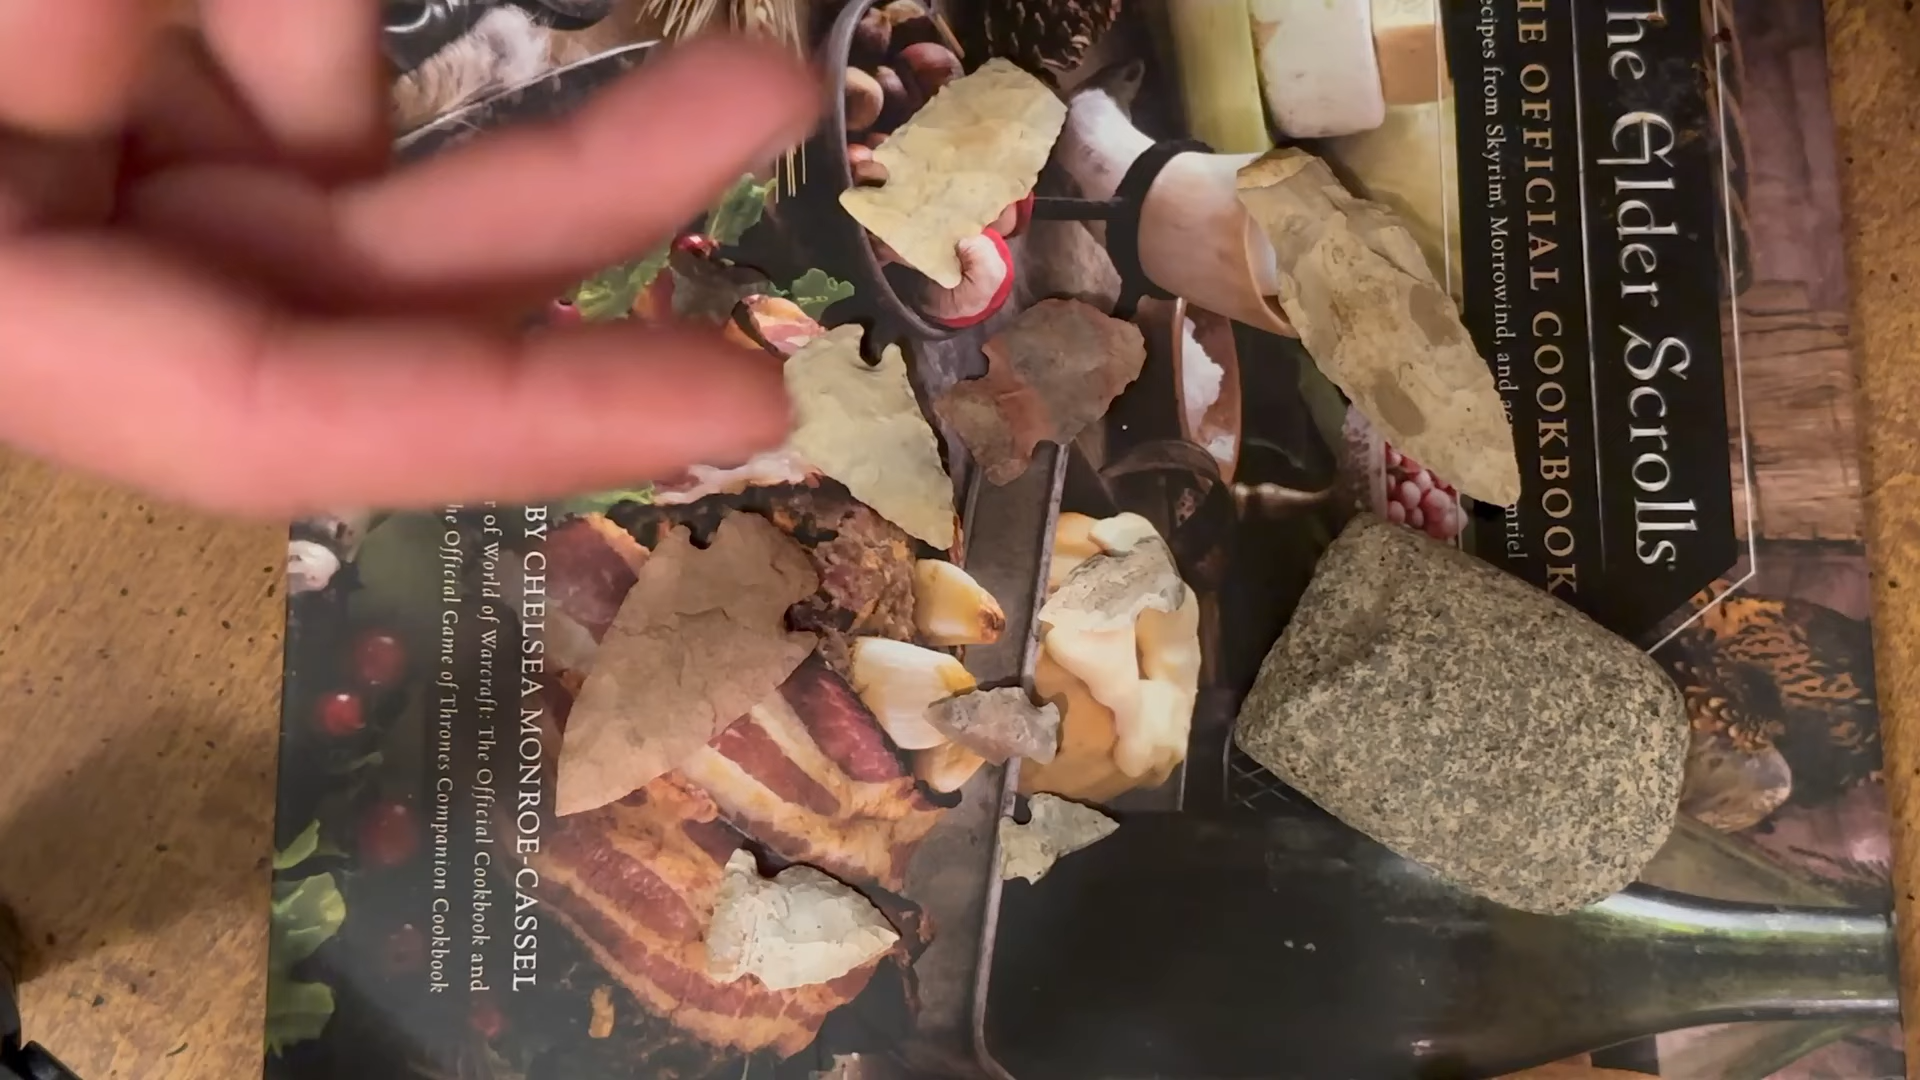 The Elder Scrolls®
THE OFFICIAL COOKBOOK
ecipes from Skyrim, Morrowind, and ac
mriel
BY CHELSEA MONROE-CASSEL
r of World of Warcraft: The Official Cookbook and
he Official Game of Thrones Companion Cookbook